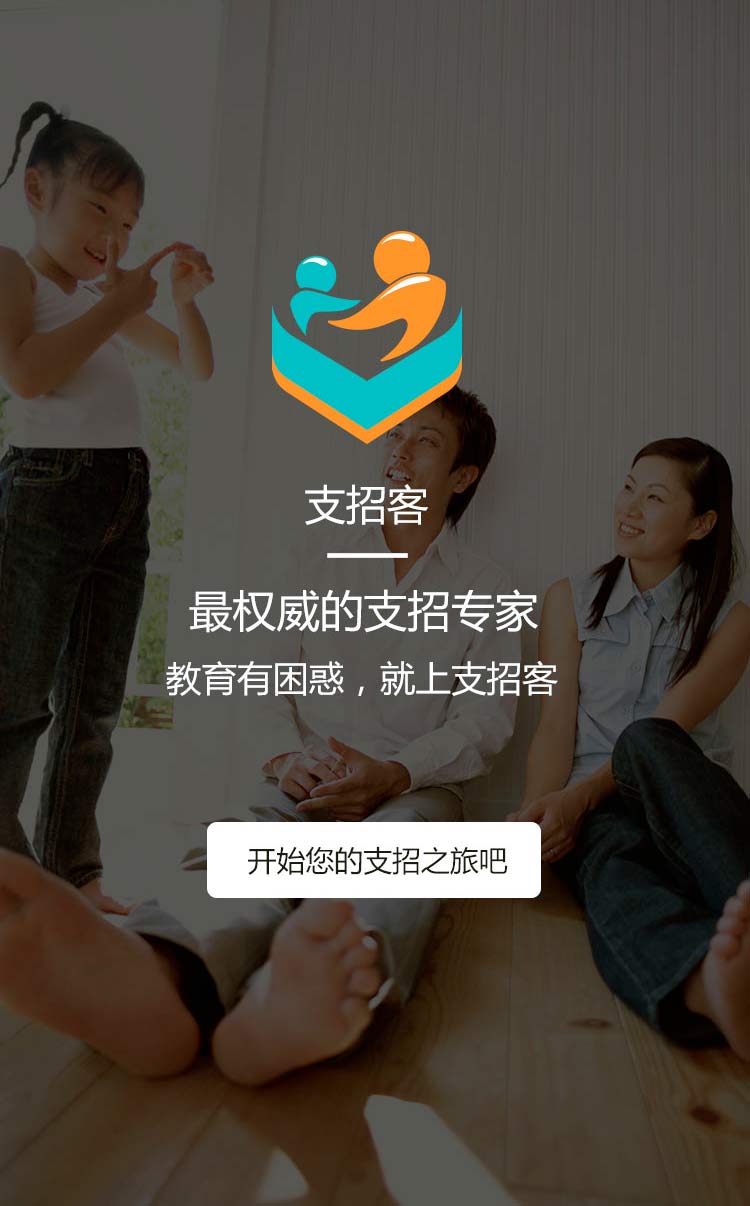 支招客
最权威的支招专家
教育有困惑，就上支招客
开始您的支招之旅吧